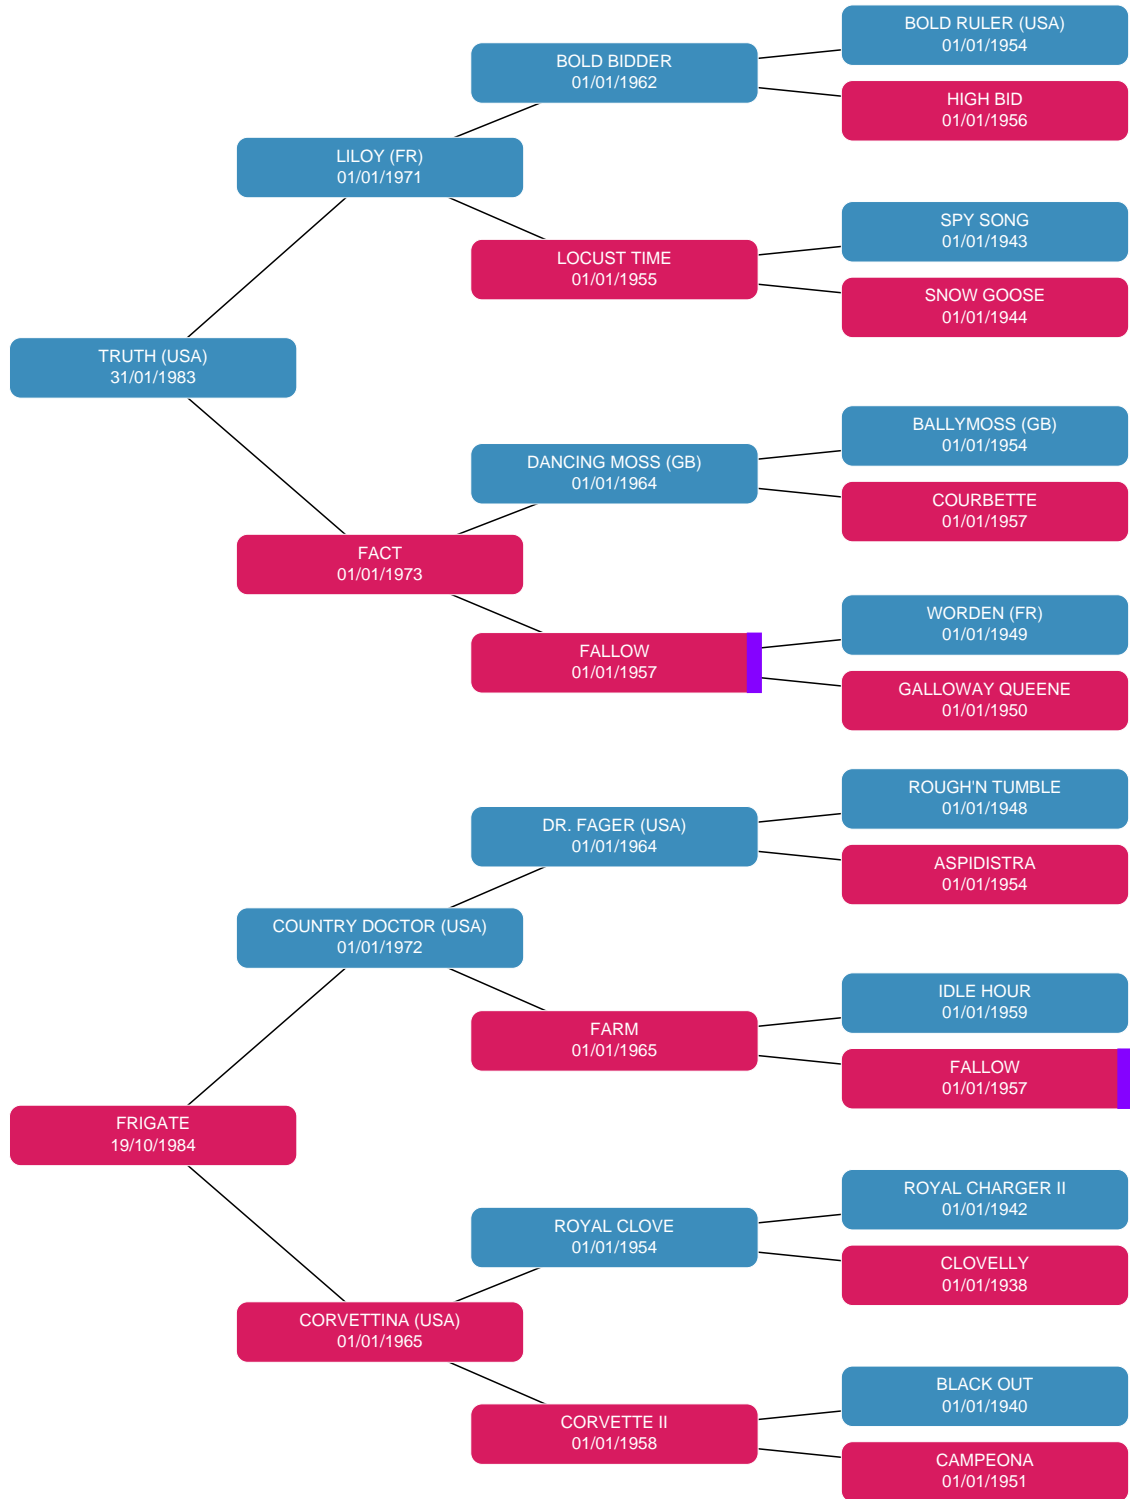 BOLD RULER (USA)
01/01/1954
BOLD BIDDER
01/01/1962
HIGH BID
01/01/1956
LILOY (FR)
01/01/1971
SPY SONG
01/01/1943
LOCUST TIME
01/01/1955
SNOW GOOSE
01/01/1944
TRUTH (USA)
31/01/1983
BALLYMOSS (GB)
01/01/1954
DANCING MOSS (GB)
01/01/1964
COURBETTE
01/01/1957
FACT
01/01/1973
WORDEN (FR)
01/01/1949
FALLOW
01/01/1957
GALLOWAY QUEENE
01/01/1950
ROUGH'N TUMBLE
01/01/1948
DR. FAGER (USA)
01/01/1964
ASPIDISTRA
01/01/1954
COUNTRY DOCTOR (USA)
01/01/1972
IDLE HOUR
01/01/1959
FARM
01/01/1965
FALLOW
01/01/1957
FRIGATE
19/10/1984
ROYAL CHARGER II
01/01/1942
ROYAL CLOVE
01/01/1954
CLOVELLY
01/01/1938
CORVETTINA (USA)
01/01/1965
BLACK OUT
01/01/1940
CORVETTE II
01/01/1958
CAMPEONA
01/01/1951